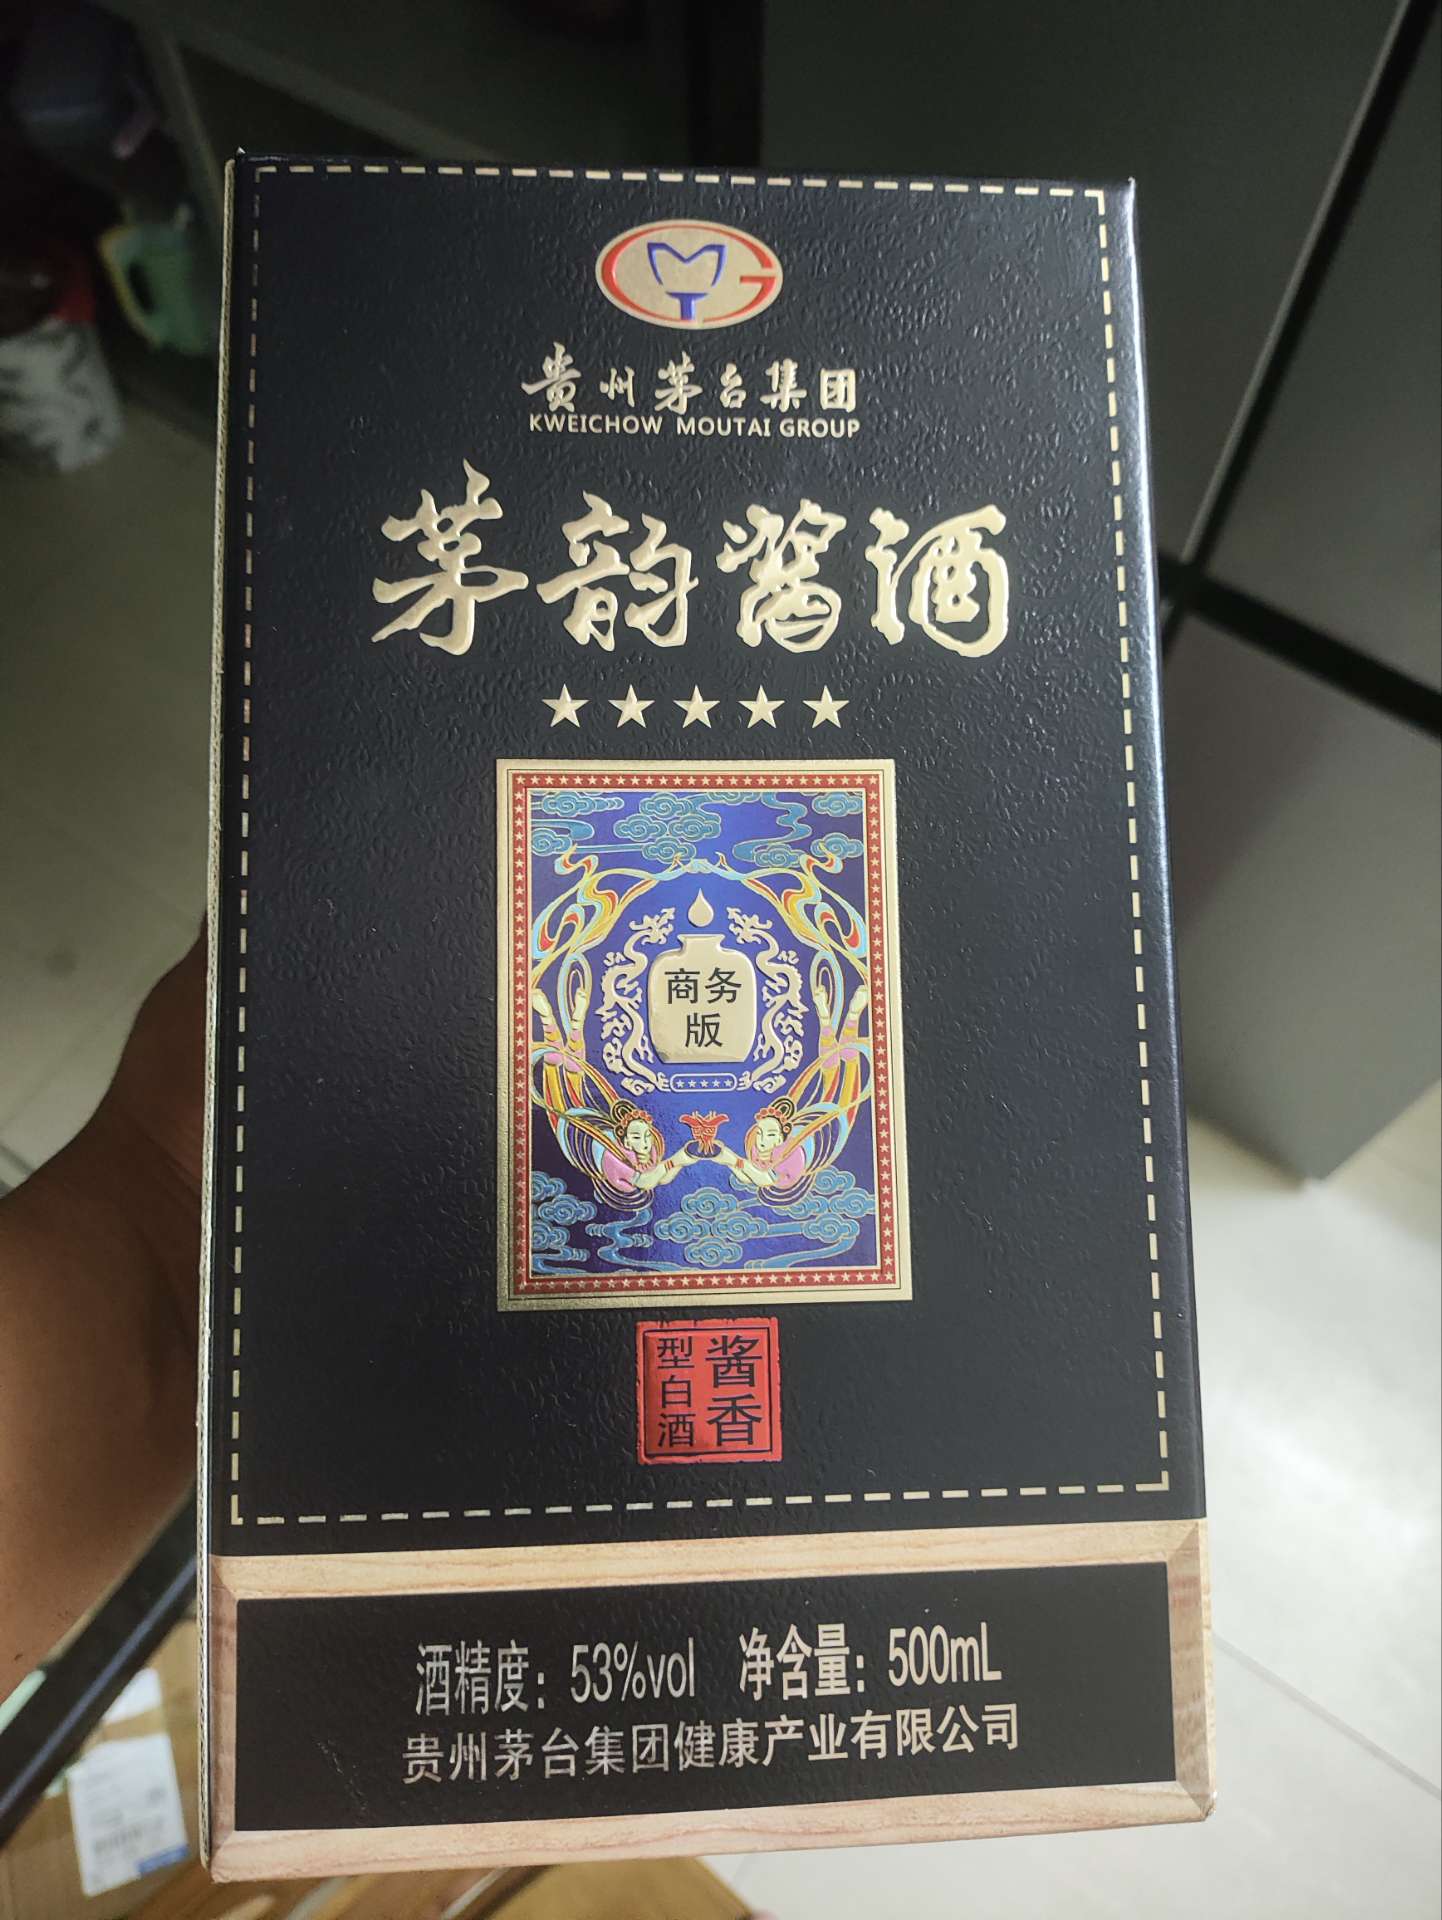 贵州茅台集团
KWEICHOW MOUTAI GROUP
茅韵酱酒
商务
版
酱香
型白酒
酒精度：53%vol 净含量：500mL
贵州茅台集团健康产业有限公司